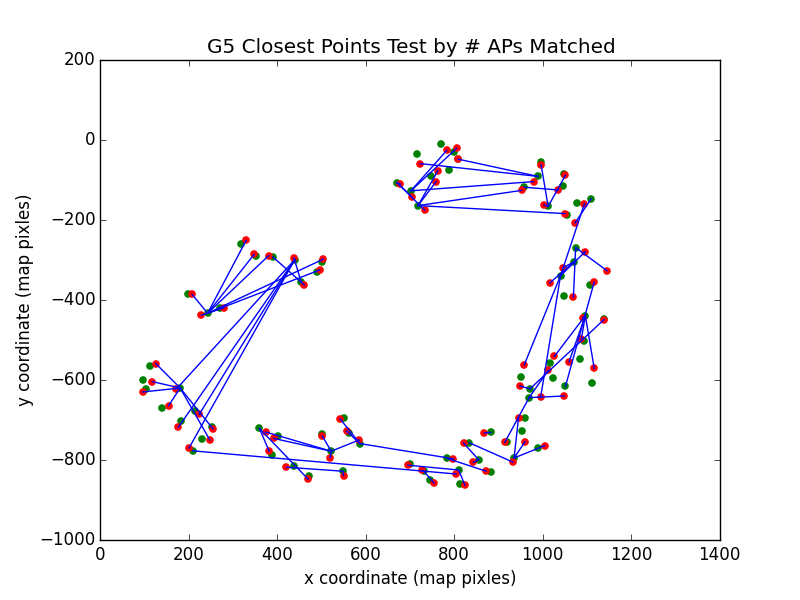 G5 Closest Points Test by # APs Matched
y coordinate (map pixles)
200
0
−200
−400
−600
−800
−1000
0 200 400 600 800 1000 1200 1400
x coordinate (map pixles)